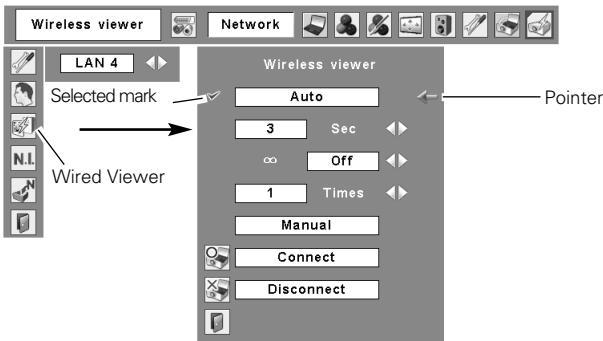 Wireless viewer
Network
LAN 4
Wireless viewer
Selected mark
Auto
Pointer
3 Sec
∞ Off
N.I.
Wired Viewer
1 Times
N
Manual
Connect
Disconnect